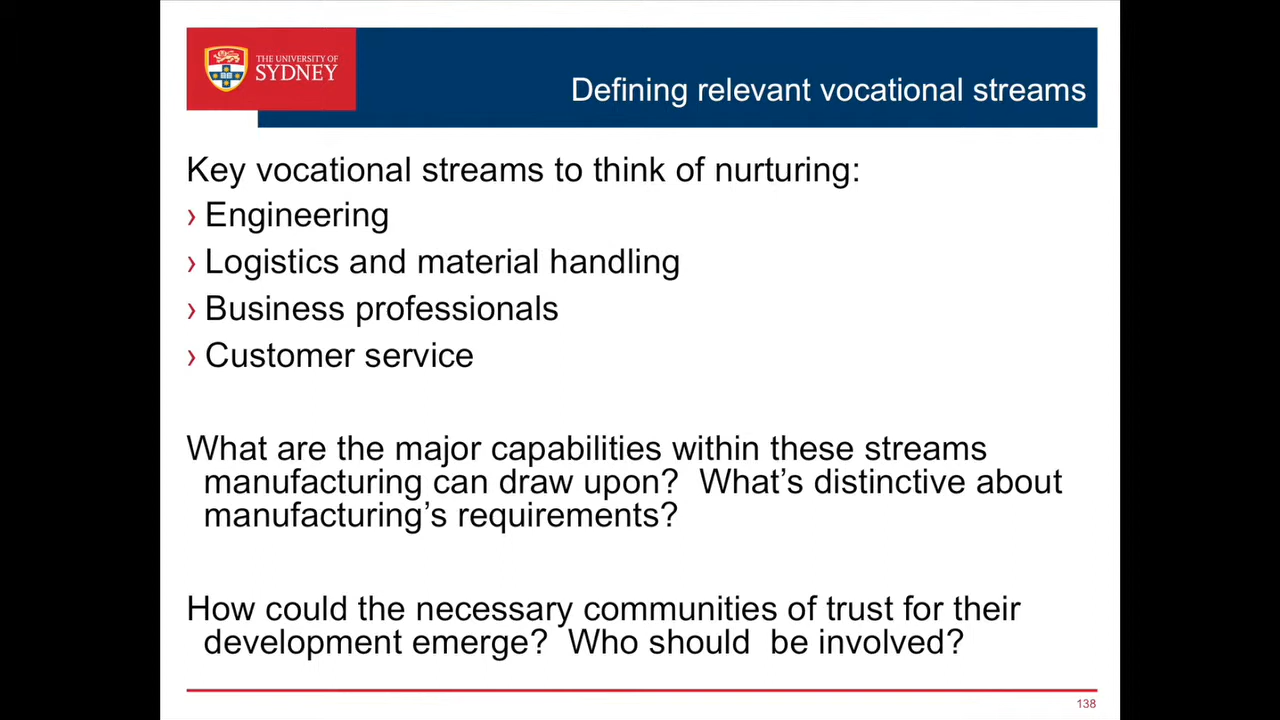 THE UNIVERSITY OF
SYDNEY
Defining relevant vocational streams
Key vocational streams to think of nurturing:
› Engineering
› Logistics and material handling
› Business professionals
› Customer service
What are the major capabilities within these streams
manufacturing can draw upon?  What’s distinctive about
manufacturing’s requirements?
How could the necessary communities of trust for their
development emerge?  Who should  be involved?
138